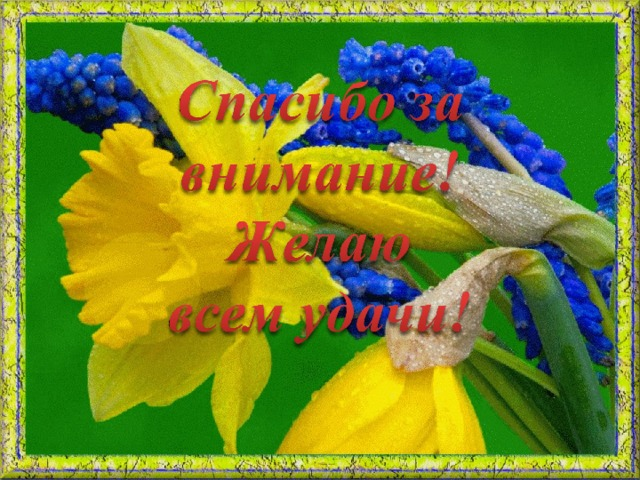 Спасибо за
внимание!
Желаю
всем удачи!